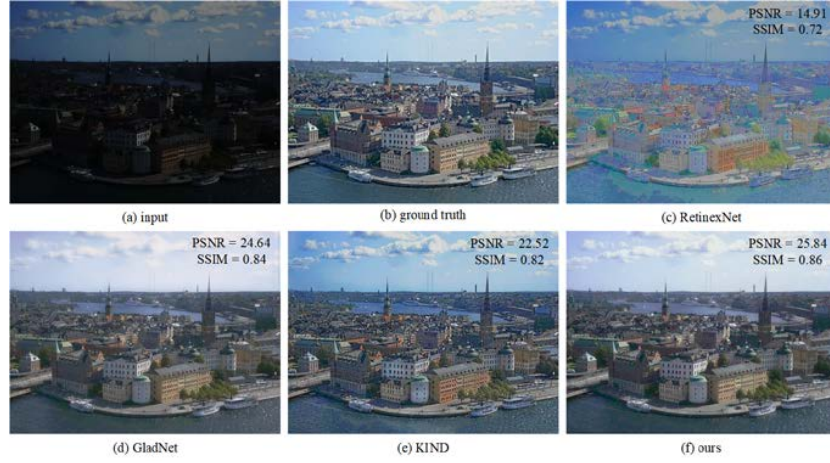 PSNR = 14.91
SSIM = 0.72
(a) input
(b) ground truth
(c) RetinexNet
PSNR = 24.64
SSIM = 0.84
PSNR = 22.52
SSIM = 0.82
PSNR = 25.84
SSIM = 0.86
(d) GladNet
(e) KIND
(f) ours